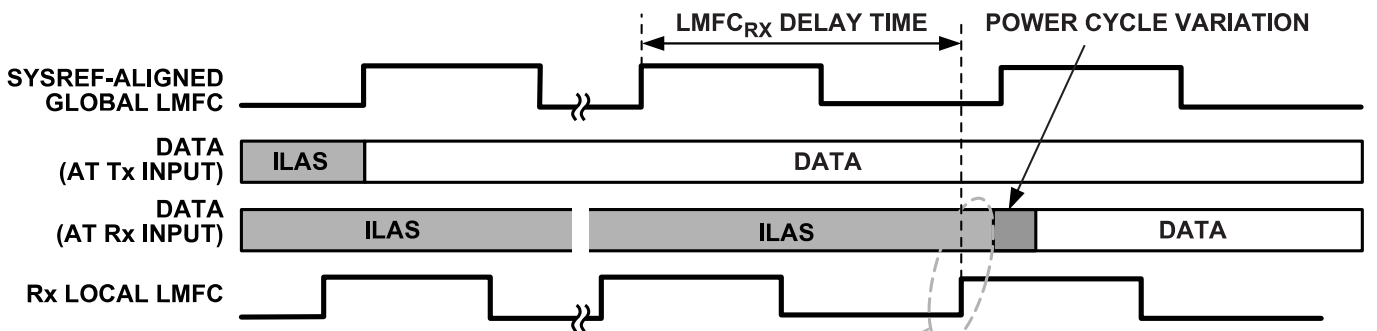 LMFCRX DELAY TIME
POWER CYCLE VARIATION
SYSREF-ALIGNED
GLOBAL LMFC
DATA
(AT Tx INPUT)
ILAS
DATA
DATA
(AT Rx INPUT)
ILAS
ILAS
DATA
Rx LOCAL LMFC